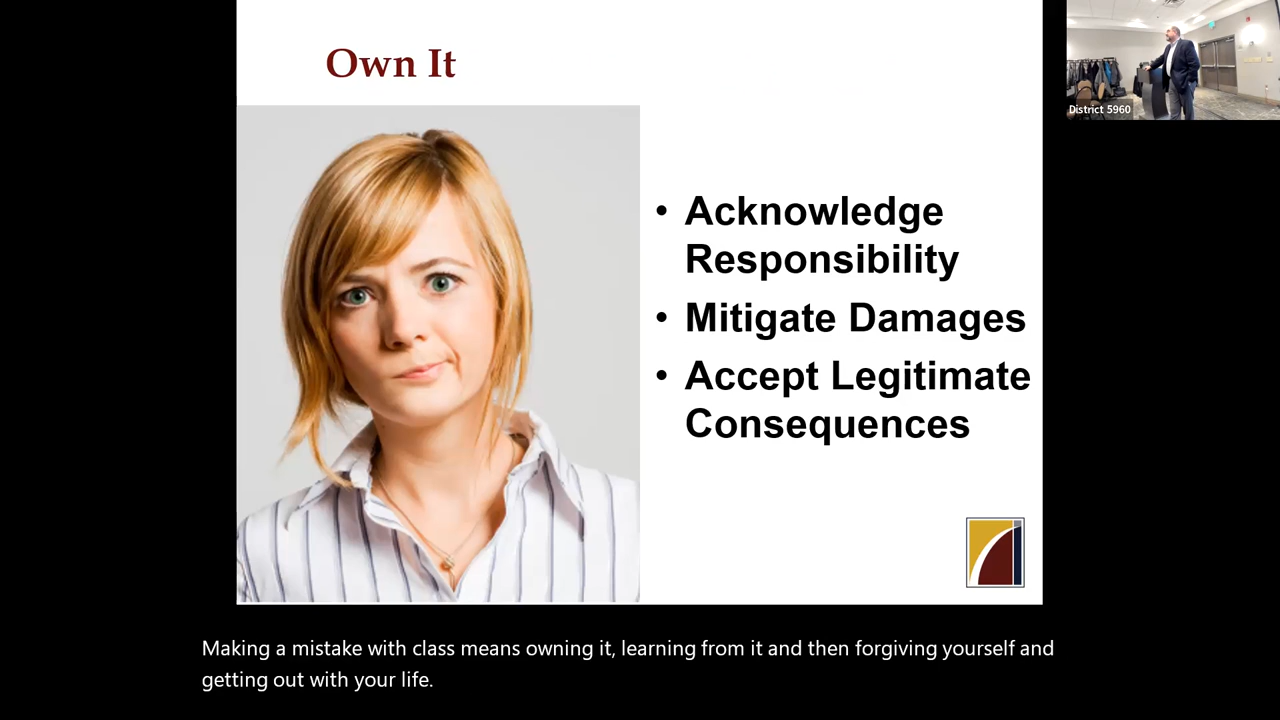 Own It
District 5960
• Acknowledge
Responsibility
• Mitigate Damages
• Accept Legitimate
Consequences
Making a mistake with class means owning it, learning from it and then forgiving yourself and
getting out with your life.